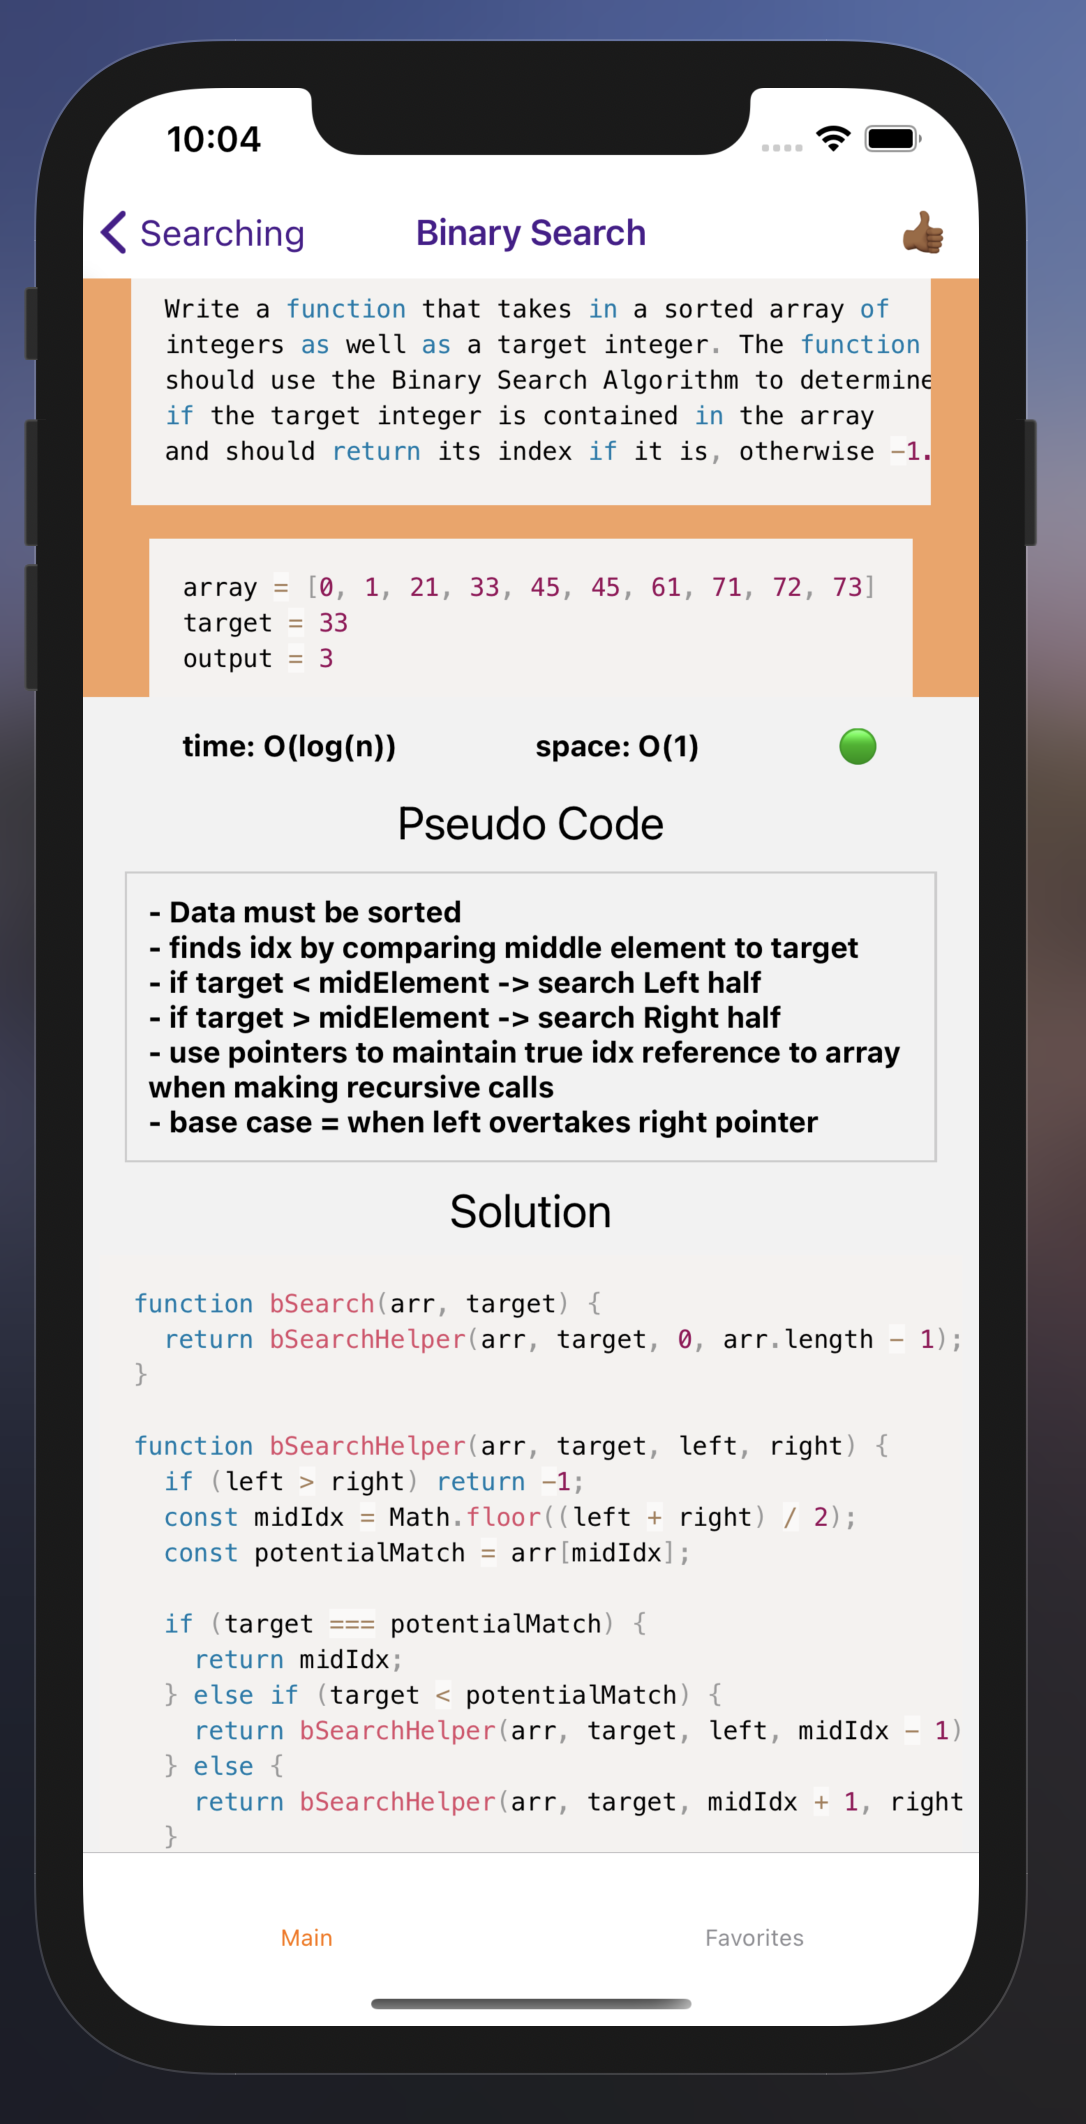 10:04
Searching
Binary Search
Write a function that takes in a sorted array of
integers as well as a target integer. The function
should use the Binary Search Algorithm to determine
if the target integer is contained in the array
and should return its index if it is, otherwise -1.
array = [0, 1, 21, 33, 45, 45, 61, 71, 72, 73]
target = 33
output = 3
time: O(log(n))
space: O(1)
Pseudo Code
- Data must be sorted
- finds idx by comparing middle element to target
- if target < midElement -> search Left half
- if target > midElement -> search Right half
- use pointers to maintain true idx reference to array
when making recursive calls
- base case = when left overtakes right pointer
Solution
function bSearch(arr, target) {
  return bSearchHelper(arr, target, 0, arr.length - 1);
}
function bSearchHelper(arr, target, left, right) {
  if (left > right) return -1;
  const midIdx = Math.floor((left + right) / 2);
  const potentialMatch = arr[midIdx];
  if (target === potentialMatch) {
    return midIdx;
  } else if (target < potentialMatch) {
    return bSearchHelper(arr, target, left, midIdx - 1)
  } else {
    return bSearchHelper(arr, target, midIdx + 1, right
  }
Main
Favorites